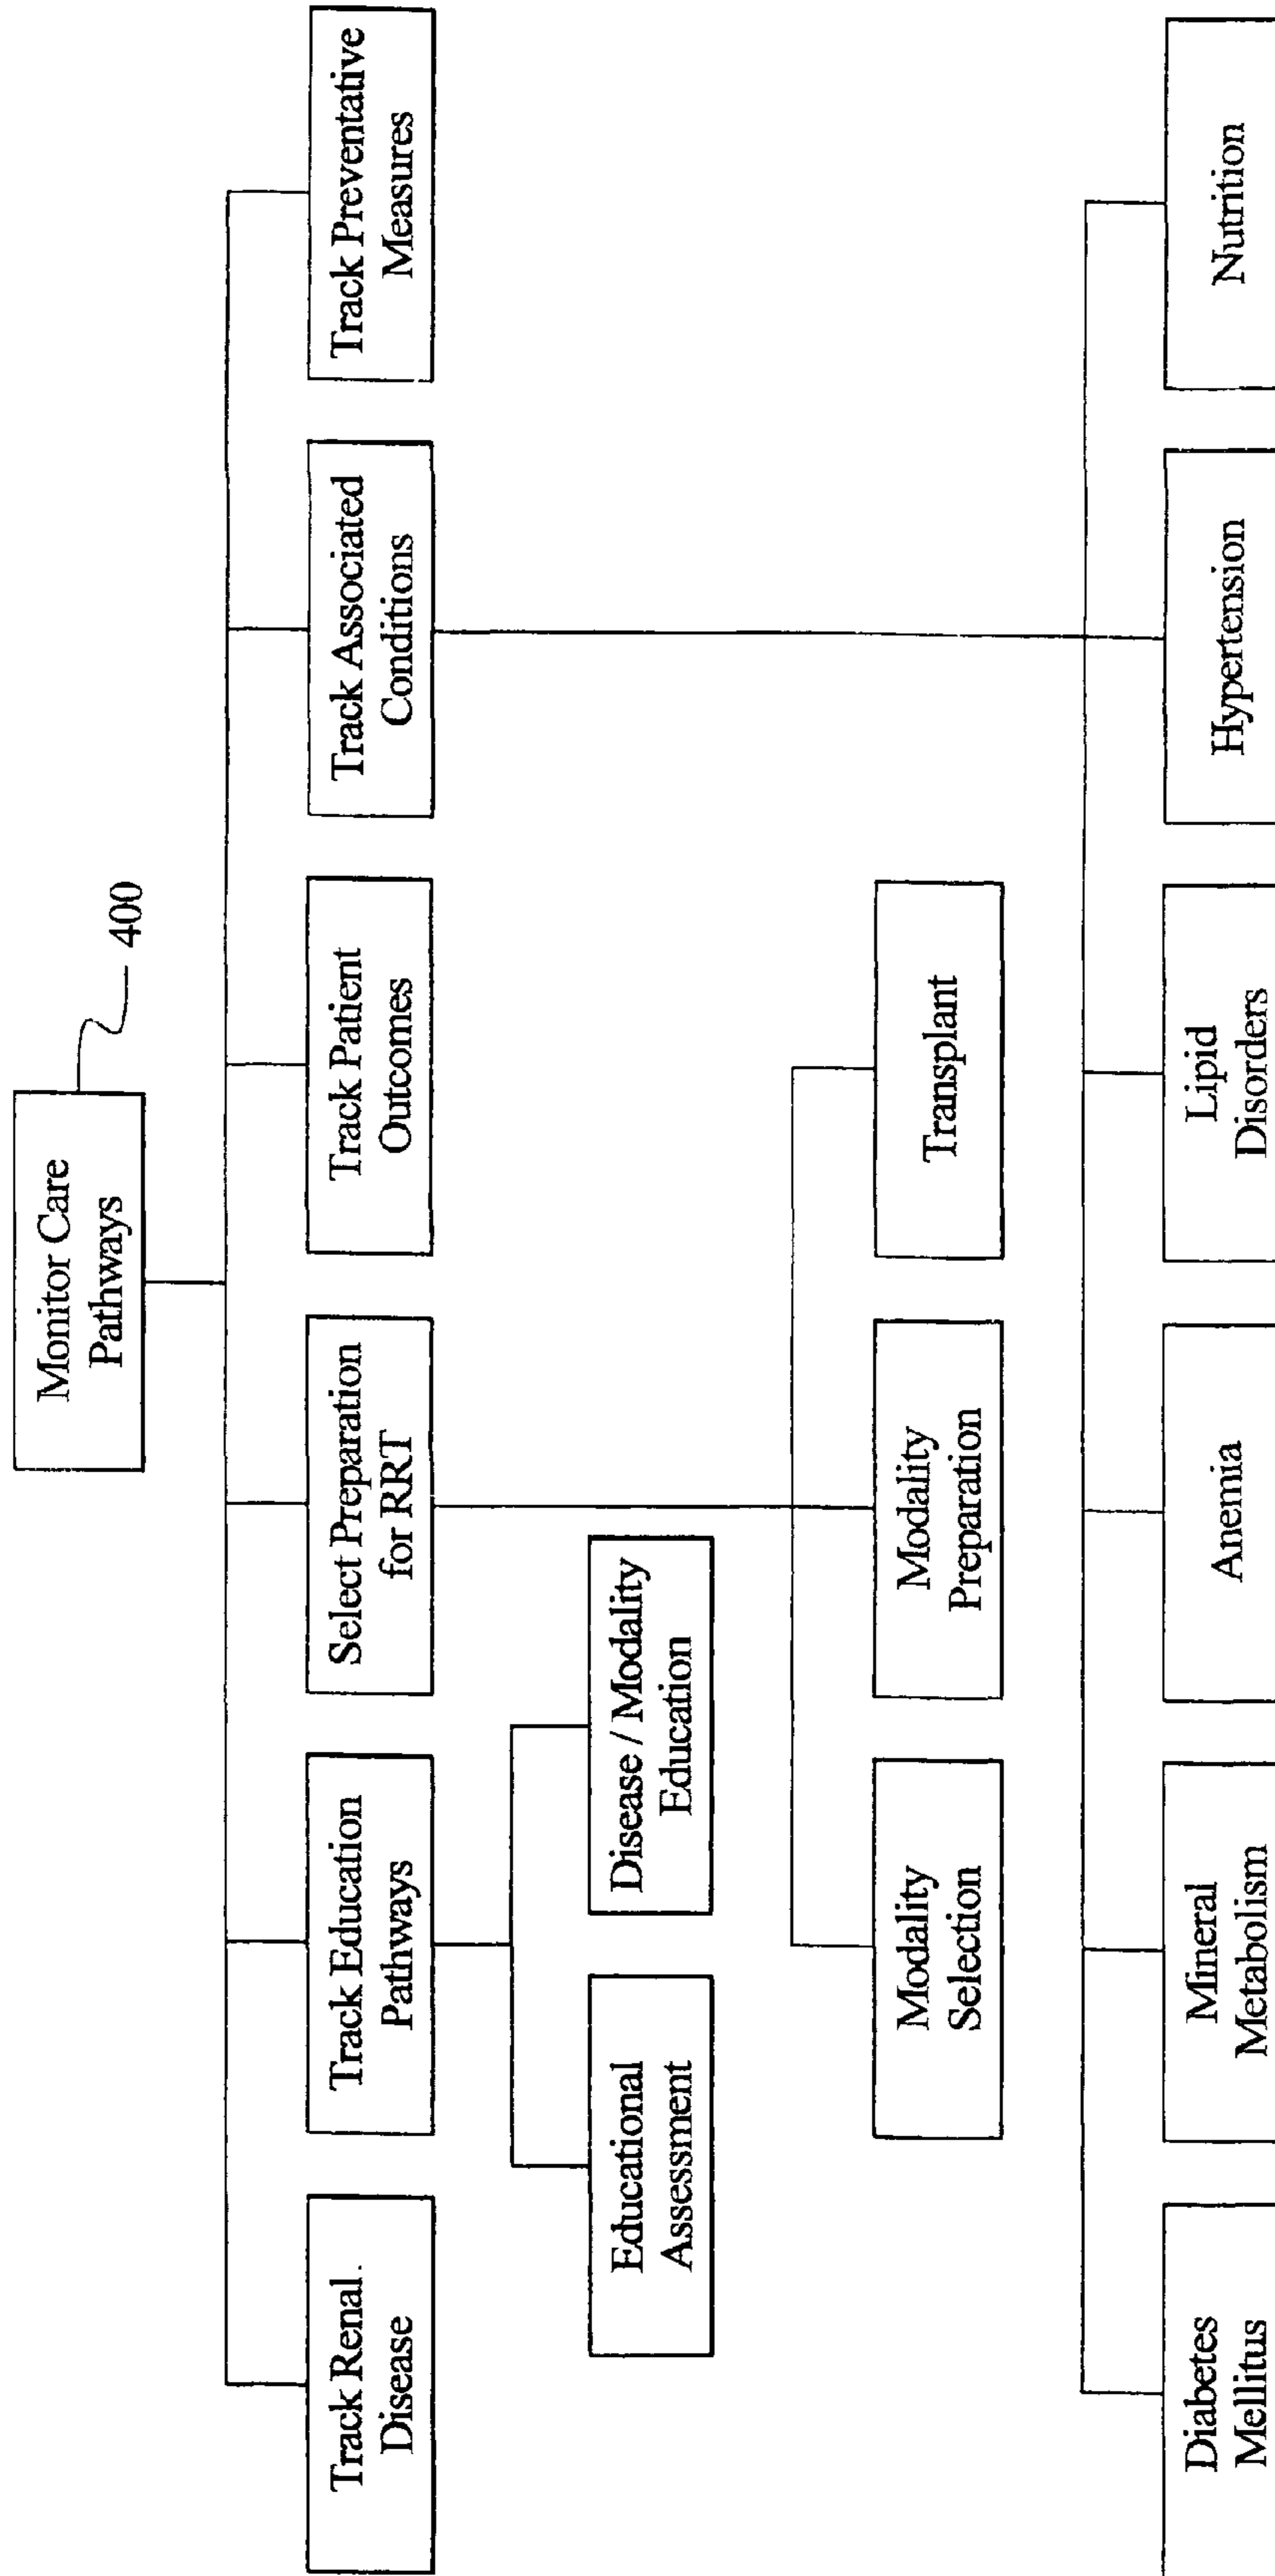 Monitor Care
Pathways
400
Track Renal.
Disease
Track Education
Pathways
Select Preparation
for RRT
Track Patient
Outcomes
Track Associated
Conditions
Track Preventative
Measures
Educational
Assessment
Disease / Modality
Education
Modality
Selection
Modality
Preparation
Transplant
Diabetes
Mellitus
Mineral
Metabolism
Anemia
Lipid
Disorders
Hypertension
Nutrition